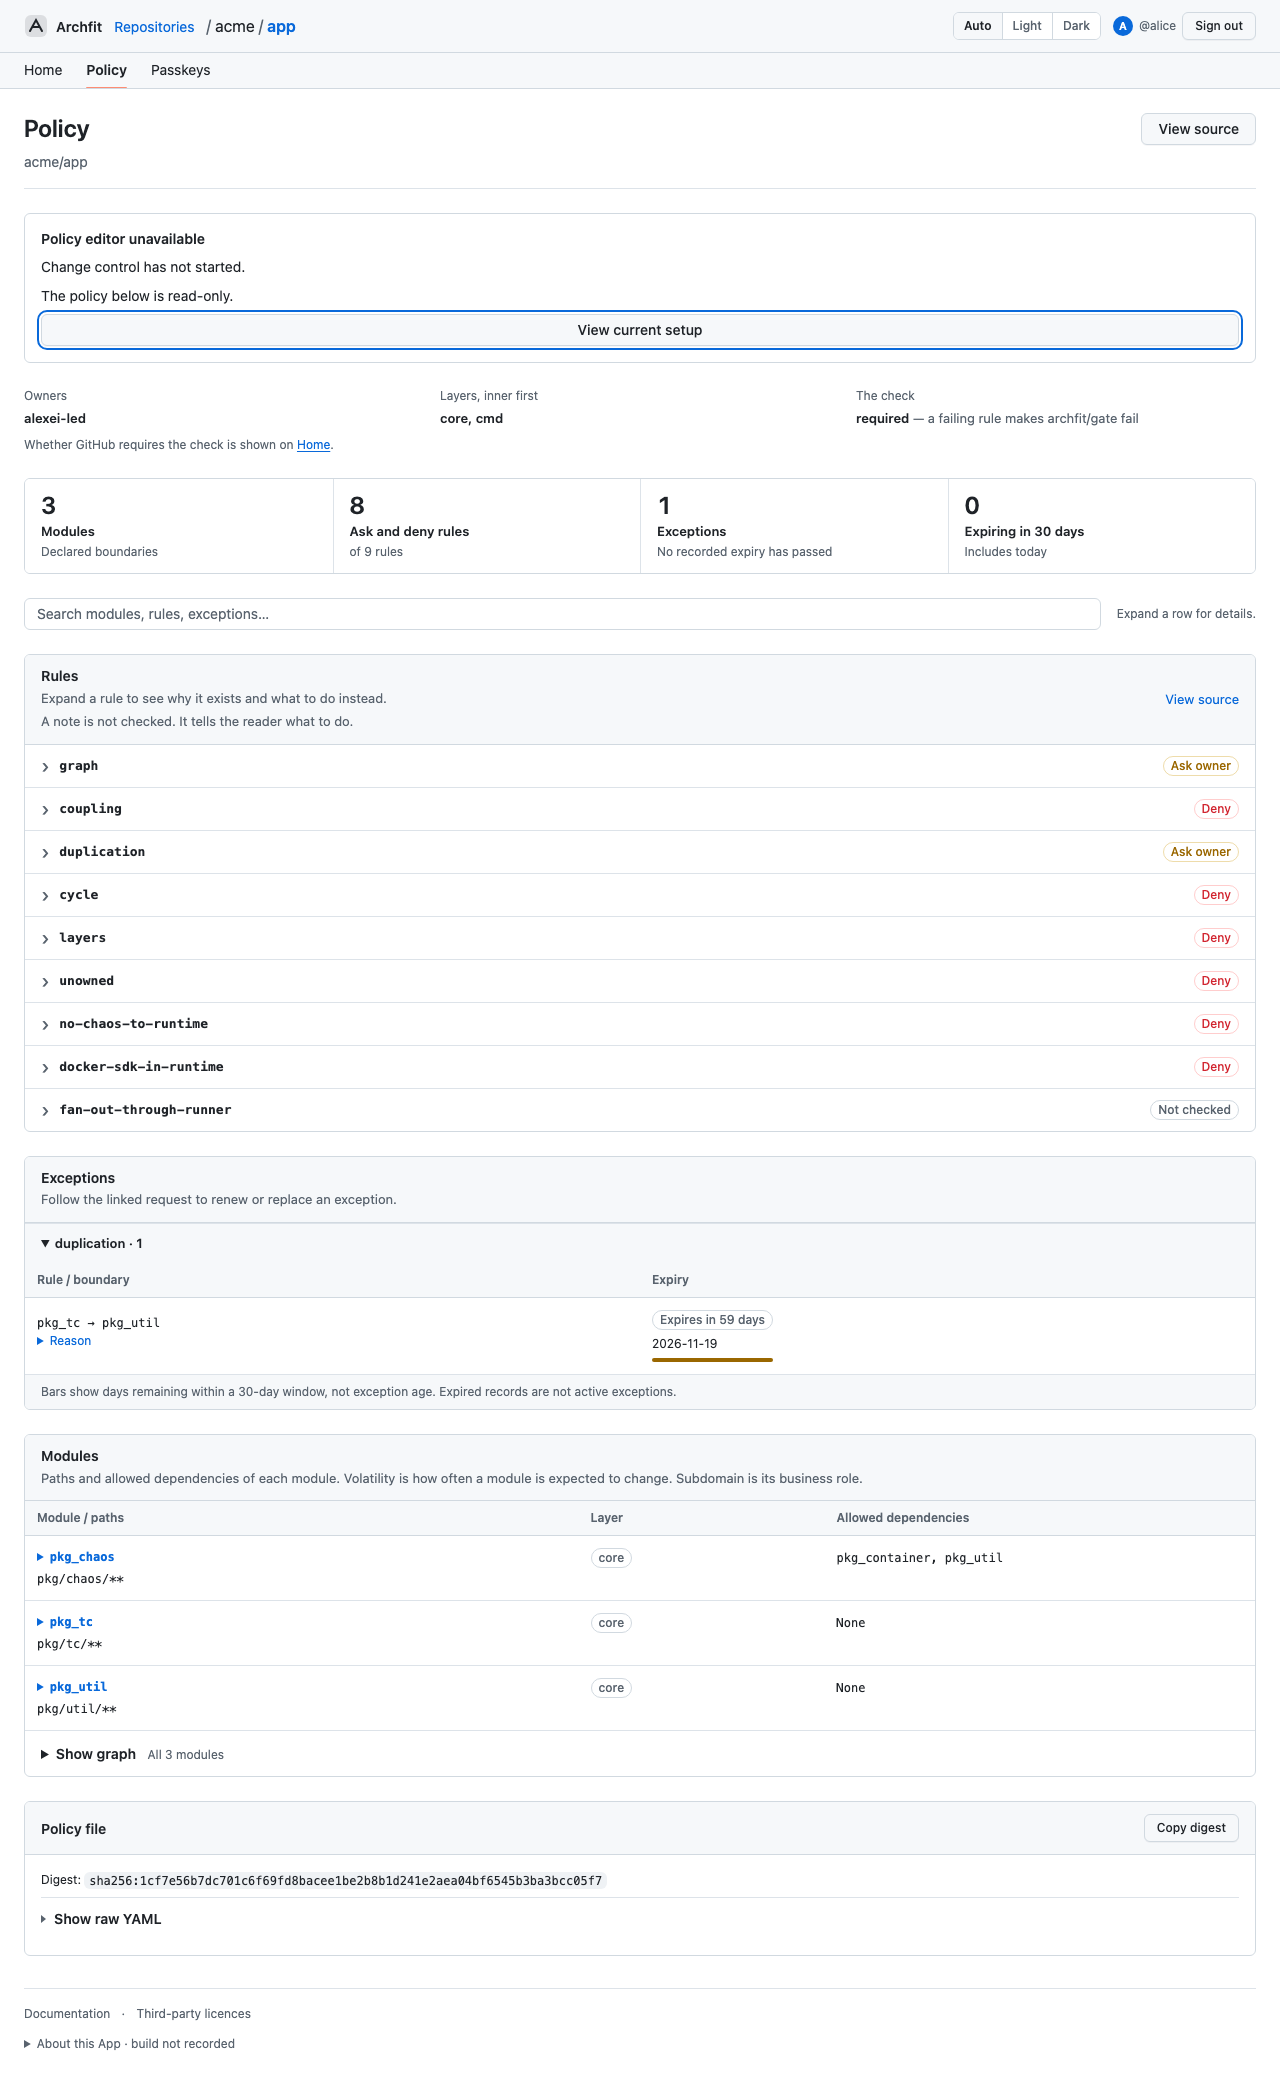 Archfit Repositories / acme / app
Auto Light Dark A @alice Sign out
Home Policy Passkeys
Policy
View source
acme/app
Policy editor unavailable
Change control has not started.
The policy below is read-only.
View current setup
Owners
alexei-led
Layers, inner first
core, cmd
The check
required — a failing rule makes archfit/gate fail
Whether GitHub requires the check is shown on Home.
3
Modules
Declared boundaries
8
Ask and deny rules
of 9 rules
1
Exceptions
No recorded expiry has passed
0
Expiring in 30 days
Includes today
Search modules, rules, exceptions…
Expand a row for details.
Rules
Expand a rule to see why it exists and what to do instead.
A note is not checked. It tells the reader what to do.
View source
graph Ask owner
coupling Deny
duplication Ask owner
cycle Deny
layers Deny
unowned Deny
no-chaos-to-runtime Deny
docker-sdk-in-runtime Deny
fan-out-through-runner Not checked
Exceptions
Follow the linked request to renew or replace an exception.
duplication · 1
Rule / boundary Expiry
pkg_tc → pkg_util
Reason
Expires in 59 days
2026-11-19
Bars show days remaining within a 30-day window, not exception age. Expired records are not active exceptions.
Modules
Paths and allowed dependencies of each module. Volatility is how often a module is expected to change. Subdomain is its business role.
Module / paths Layer Allowed dependencies
pkg_chaos core pkg_container, pkg_util
pkg/chaos/**
pkg_tc core None
pkg/tc/**
pkg_util core None
pkg/util/**
Show graph All 3 modules
Policy file
Copy digest
Digest: sha256:1cf7e56b7dc701c6f69fd8bacee1be2b8b1d241e2aea04bf6545b3ba3bcc05f7
Show raw YAML
Documentation · Third-party licences
About this App · build not recorded